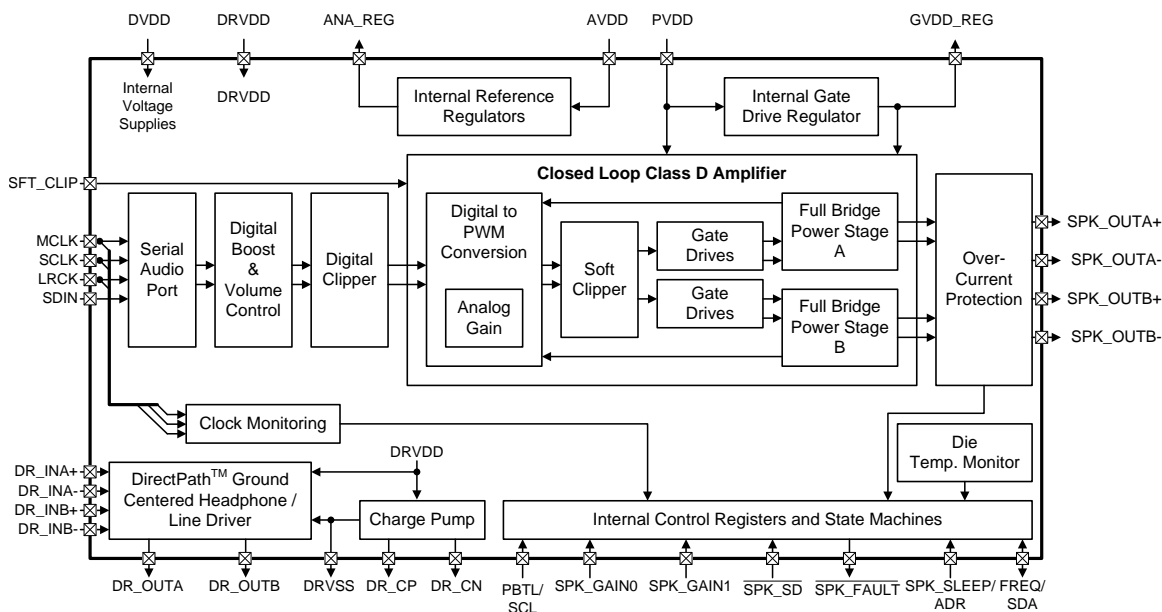 DVDD
DRVDD
ANA_REG
AVDD
PVDD
GVDD_REG
Internal
Voltage
Supplies
DRVDD
Internal Reference
Regulators
Internal Gate
Drive Regulator
SFT_CLIP
Closed Loop Class D Amplifier
MCLK
SCLK
LRCK
SDIN
Serial
Audio
Port
Digital
Boost
&
Volume
Control
Digital
Clipper
Digital to
PWM
Conversion
Analog
Gain
Soft
Clipper
Gate
Drives
Gate
Drives
Full Bridge
Power Stage
A
Full Bridge
Power Stage
B
Over-
Current
Protection
SPK_OUTA+
SPK_OUTA-
SPK_OUTB+
SPK_OUTB-
Clock Monitoring
Die
Temp. Monitor
DR_INA+
DR_INA-
DR_INB+
DR_INB-
DirectPath™ Ground
Centered Headphone /
Line Driver
DRVDD
Charge Pump
Internal Control Registers and State Machines
DR_OUTA
DR_OUTB
DRVSS
DR_CP
DR_CN
PBTL/
SCL
SPK_GAIN0
SPK_GAIN1
SPK_SD
SPK_FAULT
SPK_SLEEP/
ADR
FREQ/
SDA